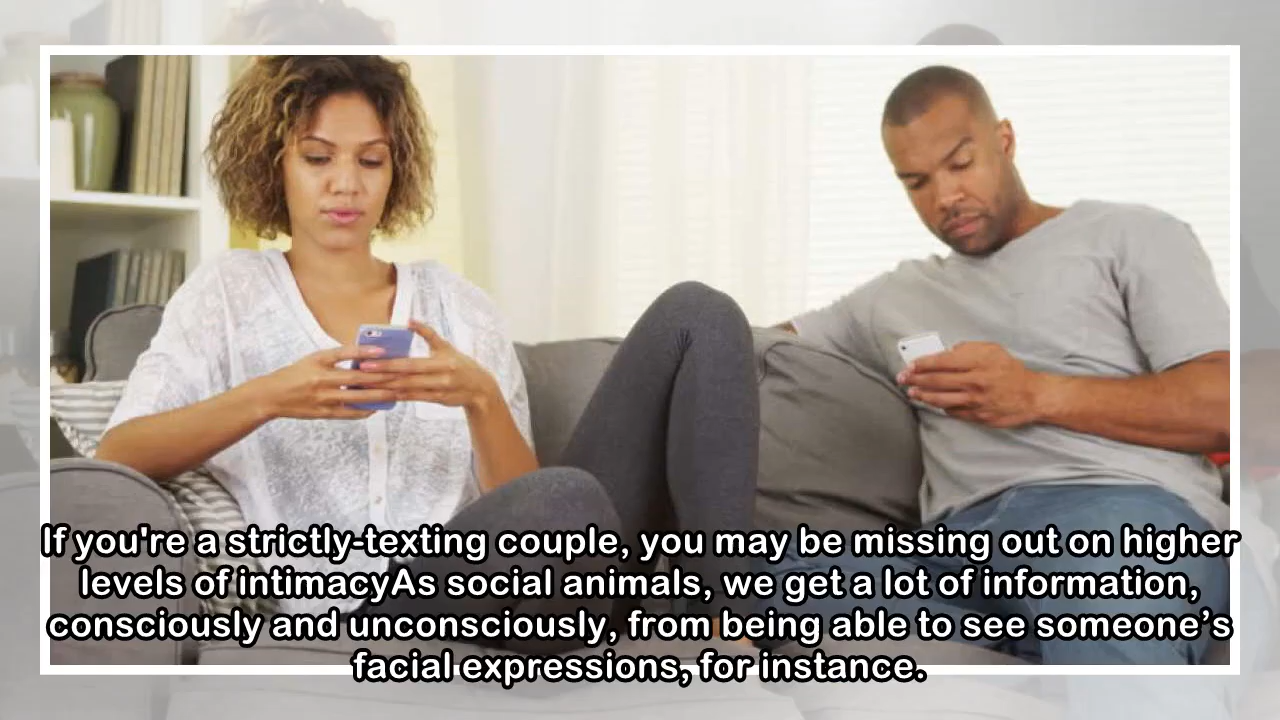 If you're a strictly-texting couple, you may be missing out on higher
levels of intimacyAs social animals, we get a lot of information,
consciously and unconsciously, from being able to see someone’s
facial expressions, for instance.